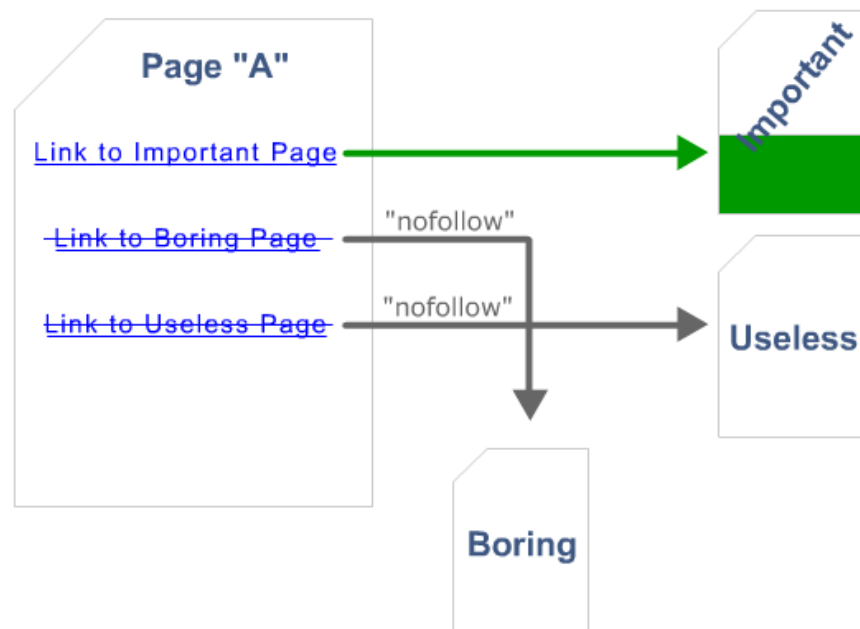 Page "A"
Important
Link to Important Page
"nofollow"
Link to Boring Page
"nofollow"
Link to Useless Page
Useless
Boring